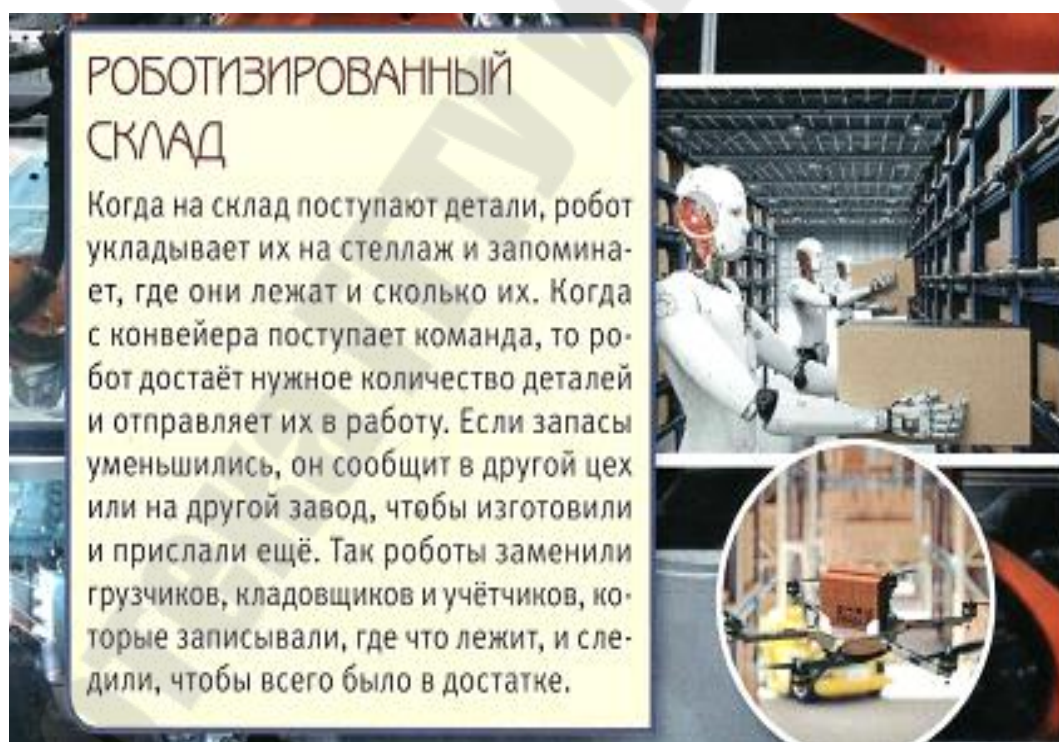 РОБОТИЗИРОВАННЫЙ
СКЛАД
Когда на склад поступают детали, робот
укладывает их на стеллаж и запомина-
ет, где они лежат и сколько их. Когда
с конвейера поступает команда, то ро-
бот достаёт нужное количество деталей
и отправляет их в работу. Если запасы
уменьшились, он сообщит в другой цех
или на другой завод, чтобы изготовили
и прислали ещё. Так роботы заменили
грузчиков, кладовщиков и учётчиков, ко-
торые записывали, где что лежит, и сле-
дили, чтобы всего было в достатке.